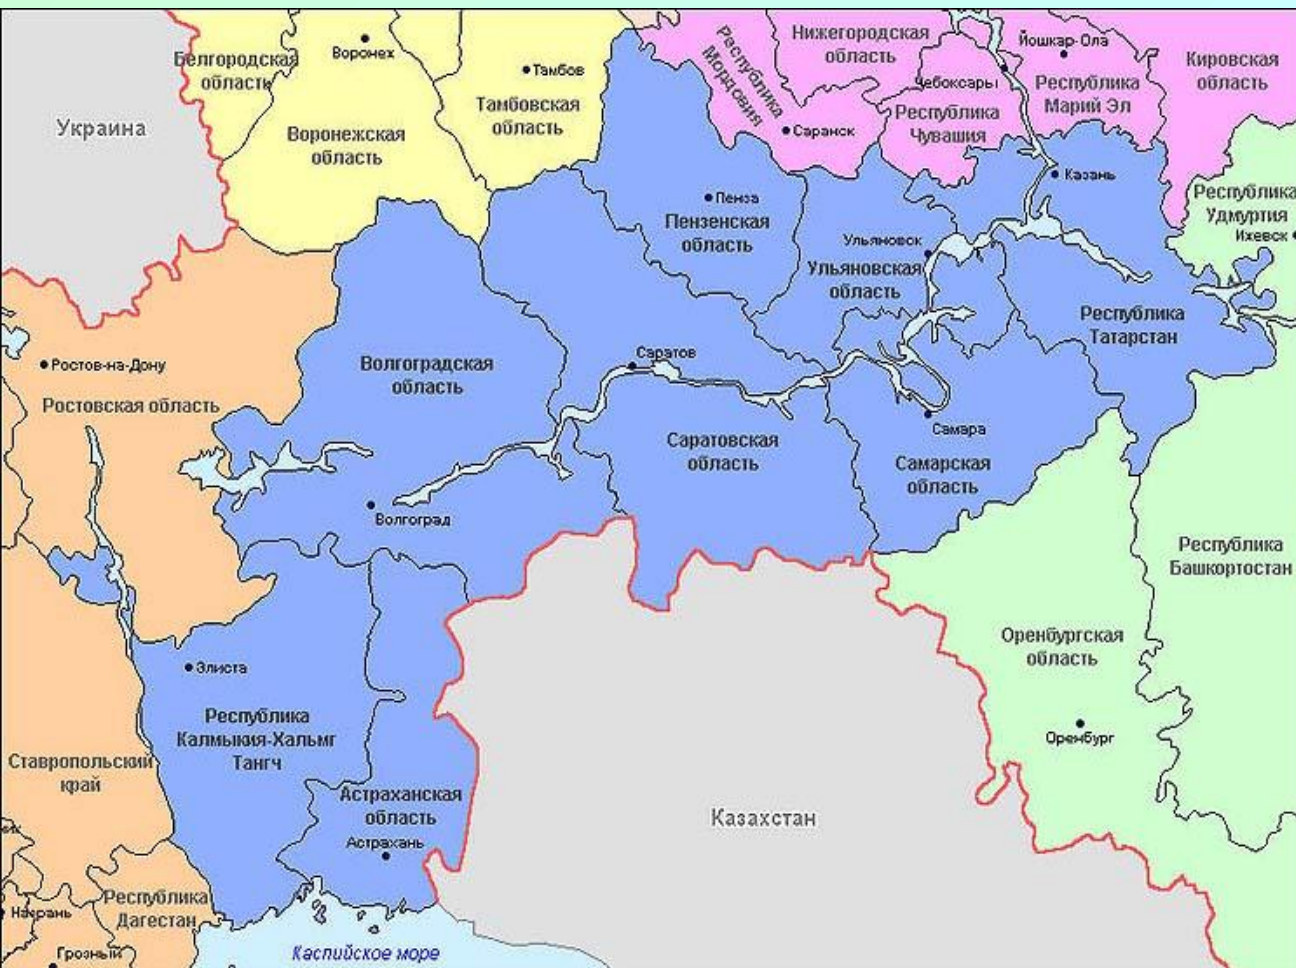 Белгородская
область
Воронеж
Воронежская
область
Тамбов
Тамбовская
область
Республика
Мордовия
Нижегородская
область
Чебоксары
Республика
Чувашия
Саранск
Йошкар-Ола
Республика
Марий Эл
Кировская
область
Украина
Казань
Республика
Удмуртия
Ижевск
Пенза
Пензенская
область
Ульяновск
Ульяновская
область
Республика
Татарстан
Ростов-на-Дону
Ростовская область
Волгоградская
область
Саратов
Саратовская
область
Самара
Самарская
область
Волгоград
Республика
Башкортостан
Оренбургская
область
Оренбург
Элиста
Республика
Калмыкия-Хальмг
Тангч
Ставропольский
край
Астраханская
область
Астрахань
Казахстан
Республика
Дагестан
Назрань
Грозный
Каспийское море